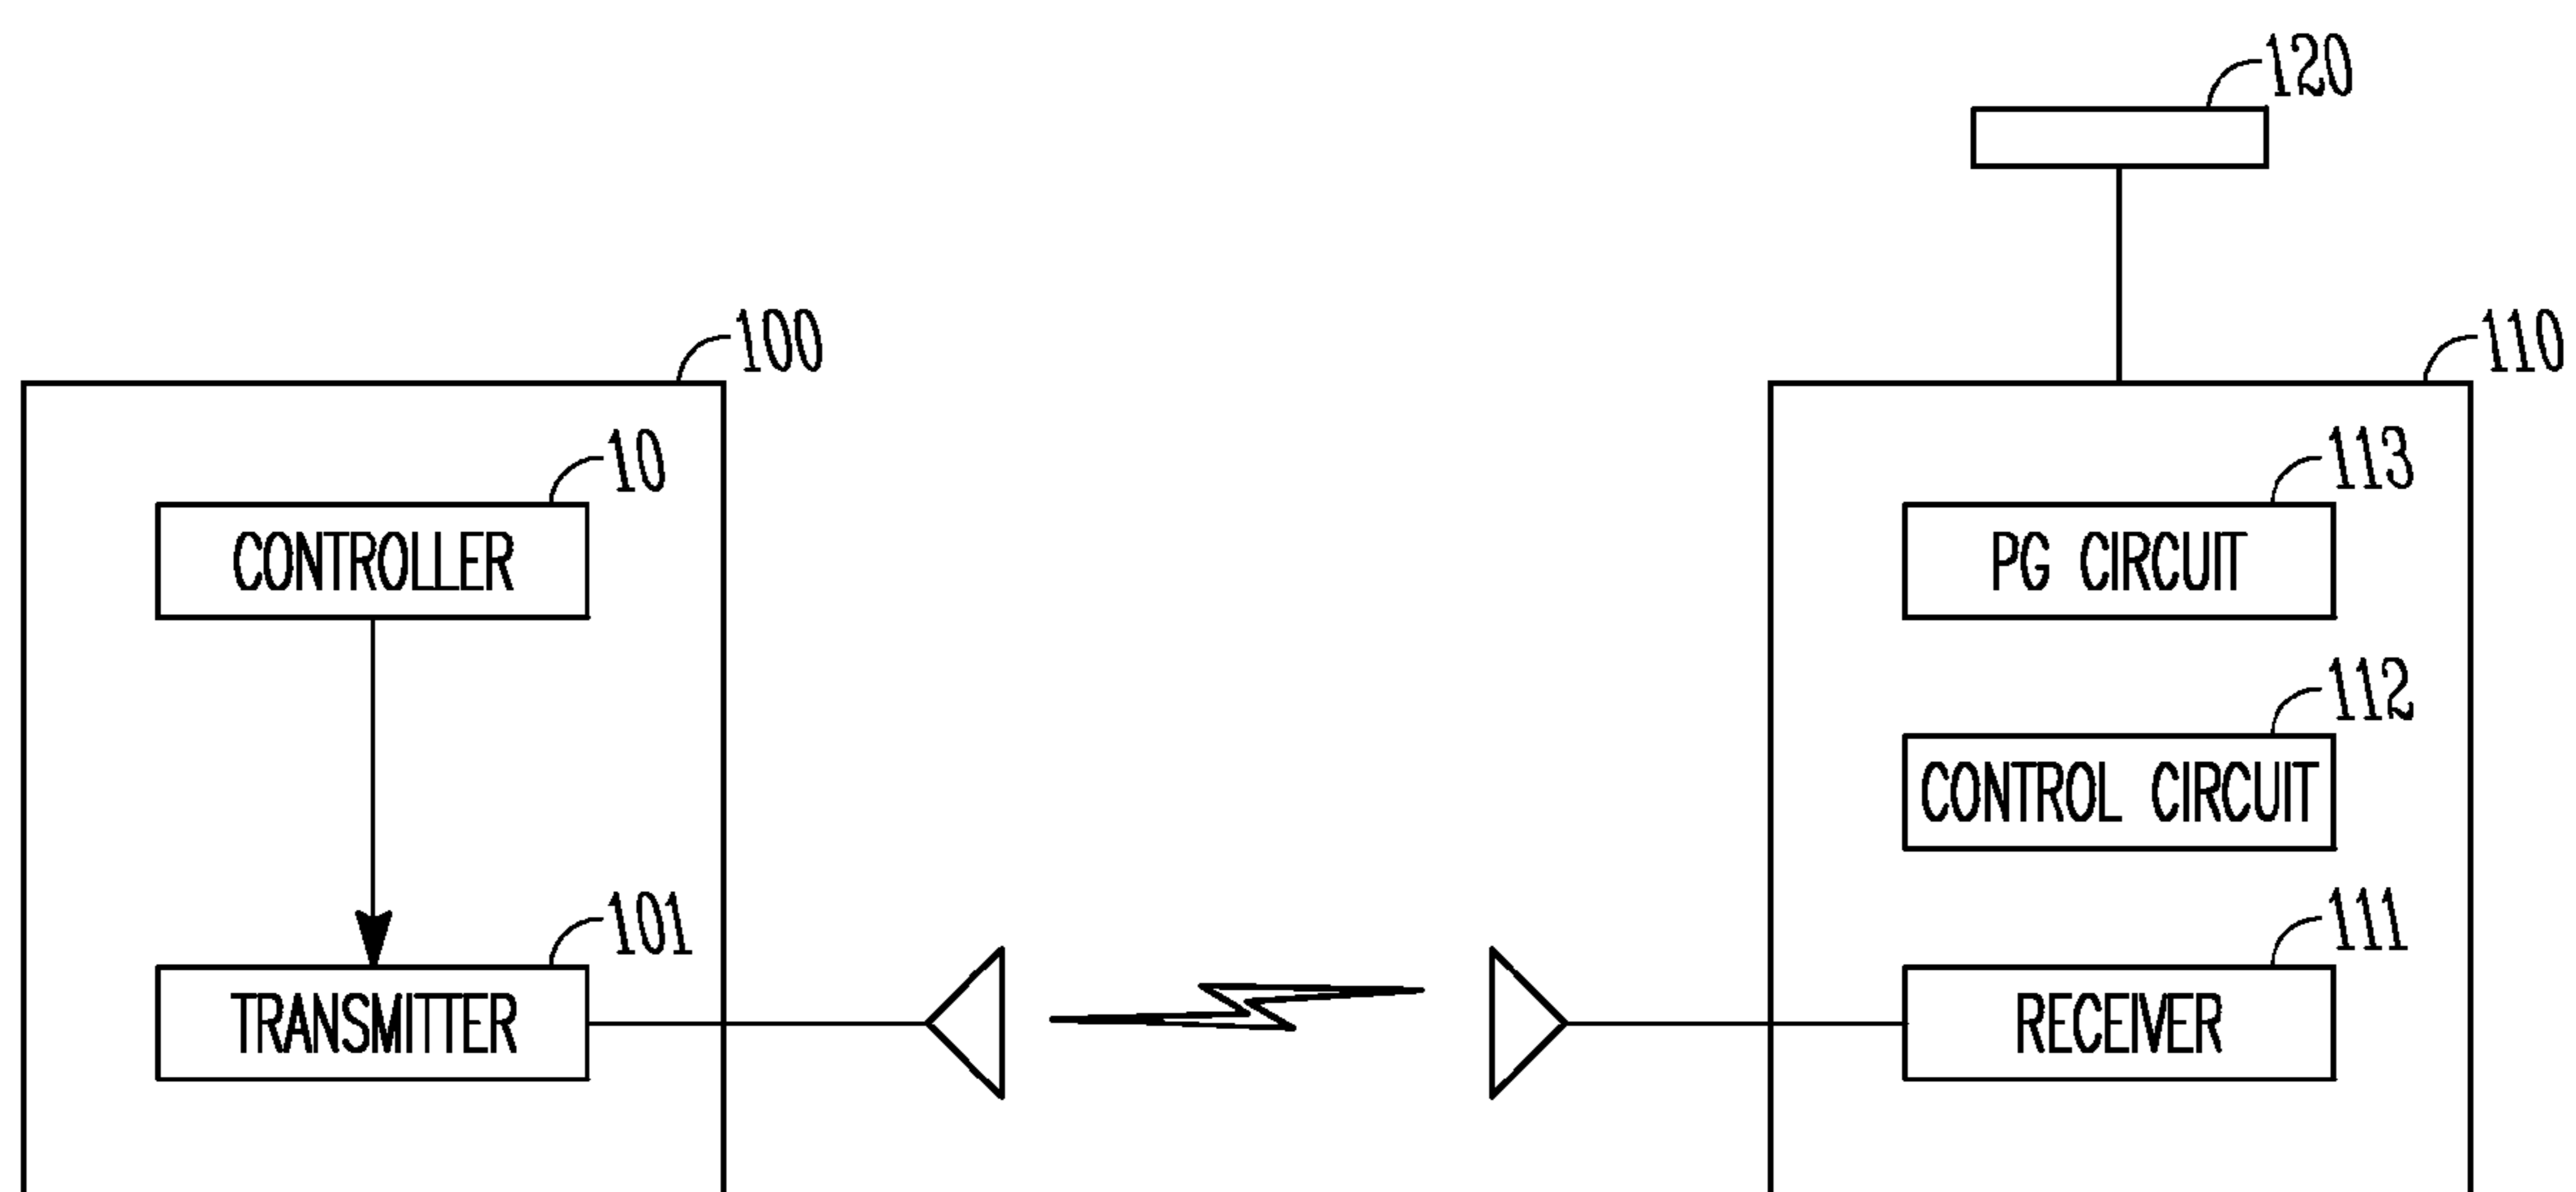 120
100
110
10
CONTROLLER
113
PG CIRCUIT
112
CONTROL CIRCUIT
101
TRANSMITTER
111
RECEIVER